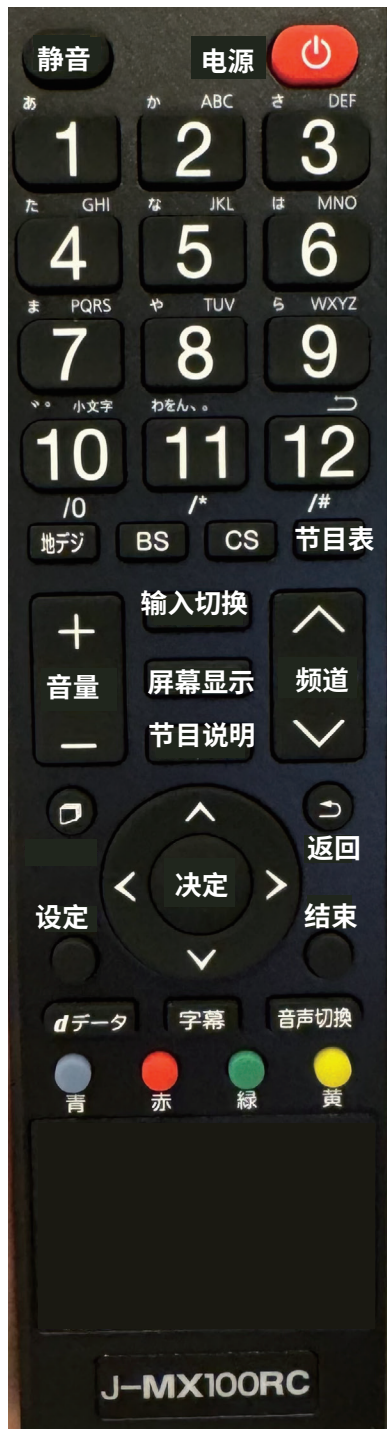 静音 电源
あ か ABC さ DEF
1 2 3
た GHI な JKL は MNO
4 5 6
ま PQRS や TUV ら WXYZ
7 8 9
゛゜ 小文字 わをん、。
10 11 12
/0 /* /#
地デジ BS CS 节目表
输入切换
+ 音量 −
屏幕显示
频道
节目说明
返回
决定
设定 结束
dデータ 字幕 音声切換
青 赤 緑 黄
J-MX100RC